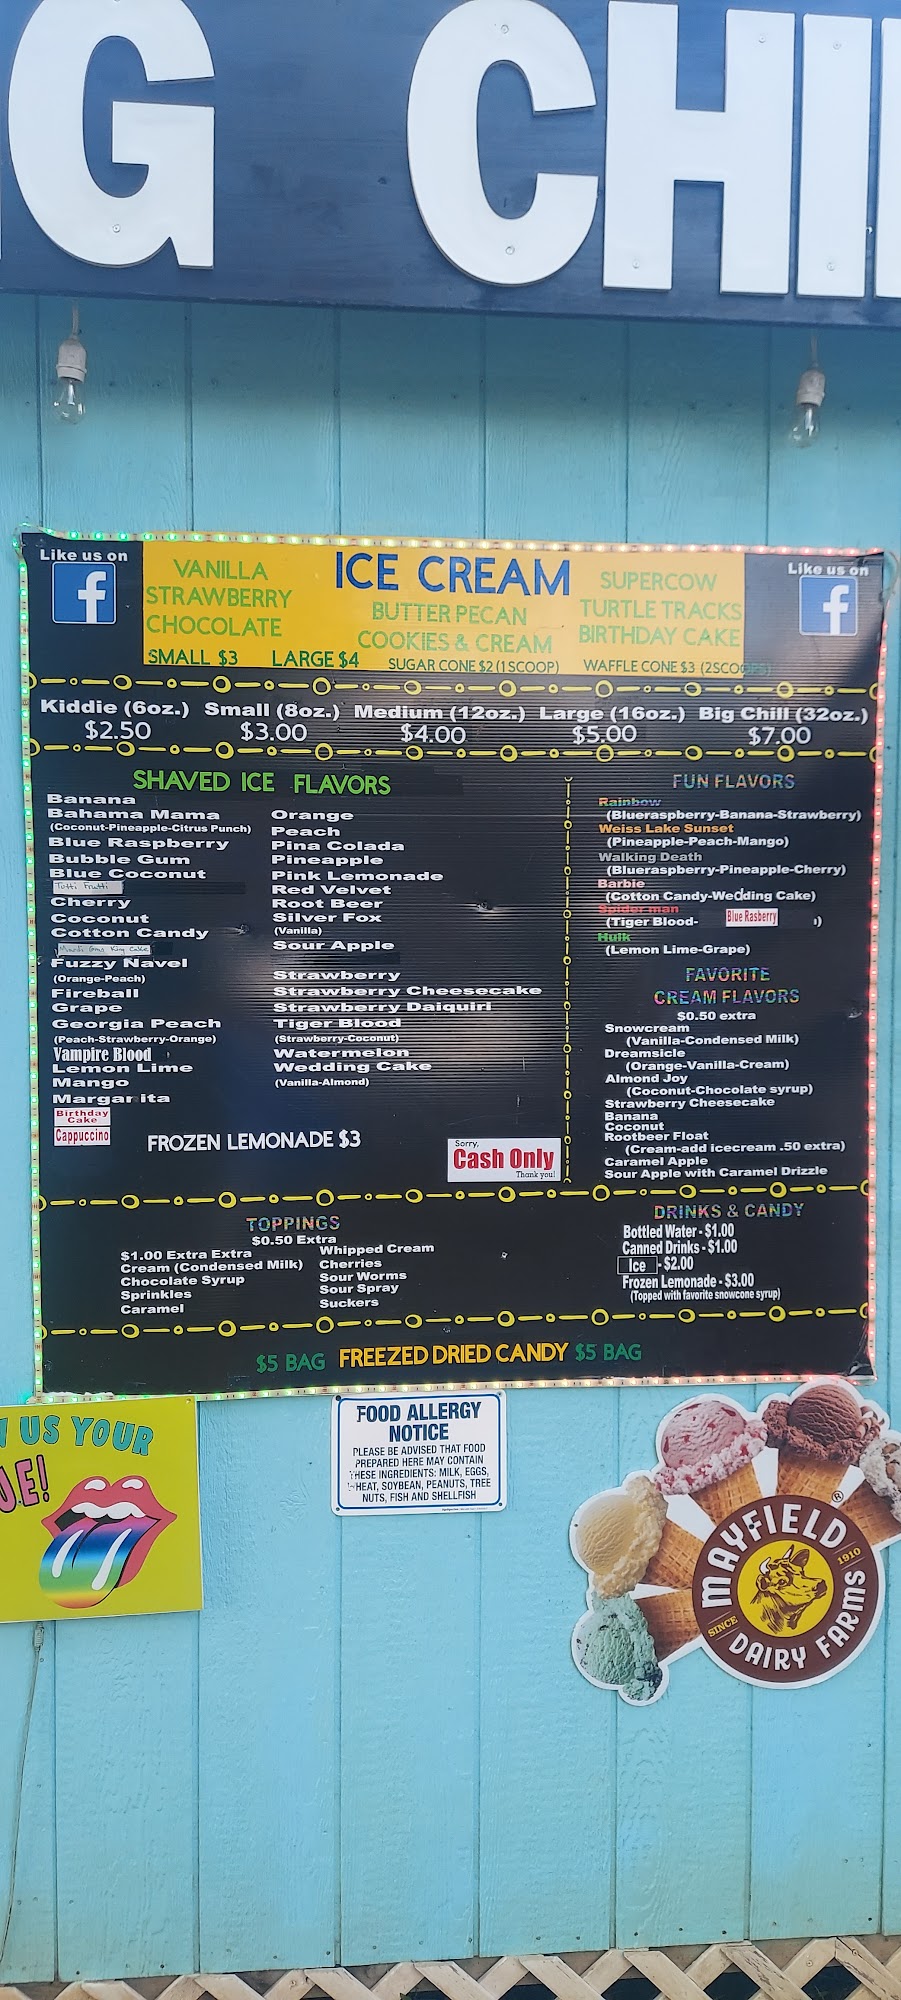 G CHI
Like us on
f
VANILLA
STRAWBERRY
CHOCOLATE
ICE CREAM
BUTTER PECAN
COOKIES & CREAM
SUPERCOW
TURTLE TRACKS
BIRTHDAY CAKE
Like us on
f
SMALL $3 LARGE $4 SUGAR CONE $2 (1 SCOOP) WAFFLE CONE $3 (2SCOOPS)
Kiddie (6oz.) Small (8oz.) Medium (12oz.) Large (16oz.) Big Chill (32oz.)
$2.50 $3.00 $4.00 $5.00 $7.00
SHAVED ICE FLAVORS
Banana
Bahama Mama
(Coconut-Pineapple-Citrus Punch)
Blue Raspberry
Bubble Gum
Blue Coconut
Tutti Frutti
Cherry
Coconut
Cotton Candy
Mardi Gras King Cake
Fuzzy Navel
(Orange-Peach)
Fireball
Grape
Georgia Peach
(Peach-Strawberry-Orange)
Vampire Blood
Lemon Lime
Mango
Margarita
Birthday
Cake
Cappuccino
Orange
Peach
Pina Colada
Pineapple
Pink Lemonade
Red Velvet
Root Beer
Silver Fox
(Vanilla)
Sour Apple
Strawberry
Strawberry Cheesecake
Strawberry Daiquiri
Tiger Blood
(Strawberry-Coconut)
Watermelon
Wedding Cake
(Vanilla-Almond)
FROZEN LEMONADE $3
Sorry,
Cash Only
Thank you!
FUN FLAVORS
Rainbow
(Blueraspberry-Banana-Strawberry)
Weiss Lake Sunset
(Pineapple-Peach-Mango)
Walking Death
(Blueraspberry-Pineapple-Cherry)
Barbie
(Cotton Candy-Wedding Cake)
Spider man
(Tiger Blood- Blue Rasberry )
Hulk
(Lemon Lime-Grape)
FAVORITE
CREAM FLAVORS
$0.50 extra
Snowcream
(Vanilla-Condensed Milk)
Dreamsicle
(Orange-Vanilla-Cream)
Almond Joy
(Coconut-Chocolate syrup)
Strawberry Cheesecake
Banana
Coconut
Rootbeer Float
(Cream-add icecream .50 extra)
Caramel Apple
Sour Apple with Caramel Drizzle
TOPPINGS
$0.50 Extra
$1.00 Extra Extra
Cream (Condensed Milk)
Chocolate Syrup
Sprinkles
Caramel
Whipped Cream
Cherries
Sour Worms
Sour Spray
Suckers
DRINKS & CANDY
Bottled Water - $1.00
Canned Drinks - $1.00
Ice - $2.00
Frozen Lemonade - $3.00
(Topped with favorite snowcone syrup)
$5 BAG FREEZED DRIED CANDY $5 BAG
US YOUR
UE!
FOOD ALLERGY
NOTICE
PLEASE BE ADVISED THAT FOOD
PREPARED HERE MAY CONTAIN
THESE INGREDIENTS: MILK, EGGS,
WHEAT, SOYBEAN, PEANUTS, TREE
NUTS, FISH AND SHELLFISH
MAYFIELD ®
SINCE 1910
DAIRY FARMS